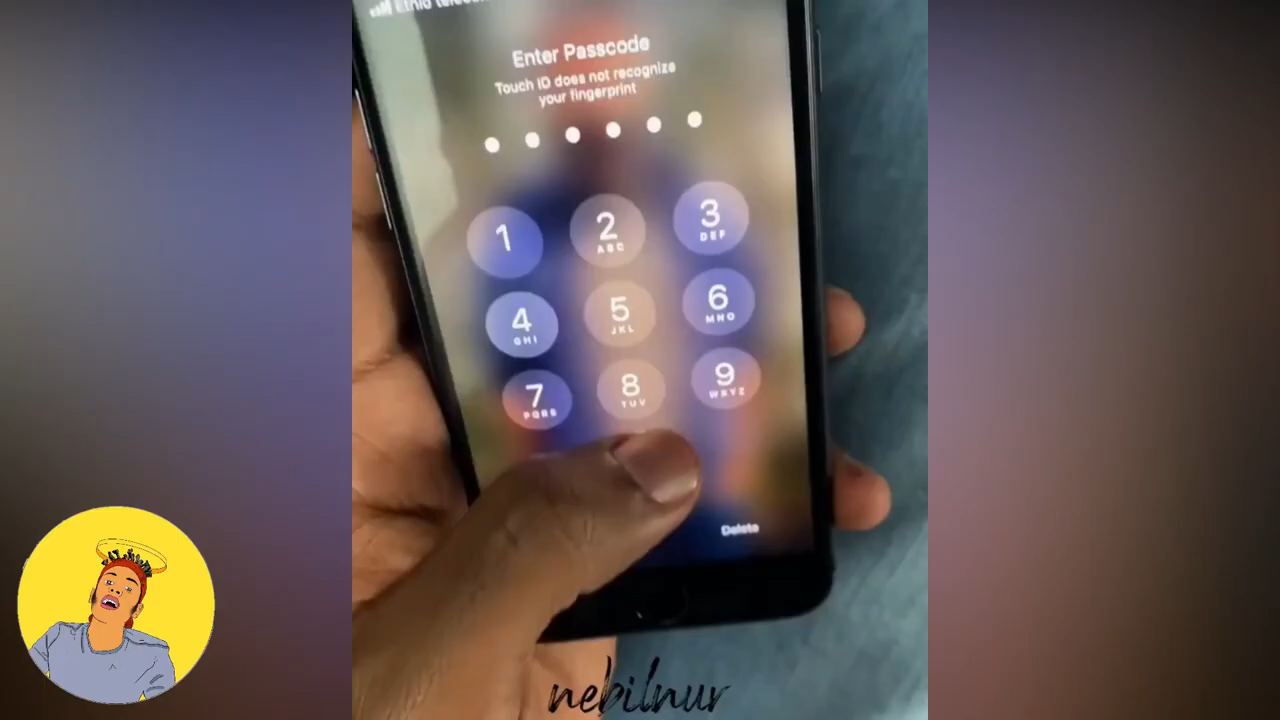 Enter Passcode
Touch ID does not recognize
your fingerprint
1
2
ABC
3
DEF
4
GHI
5
JKL
6
MNO
7
PQRS
8
TUV
9
WXYZ
Delete
nebilnur